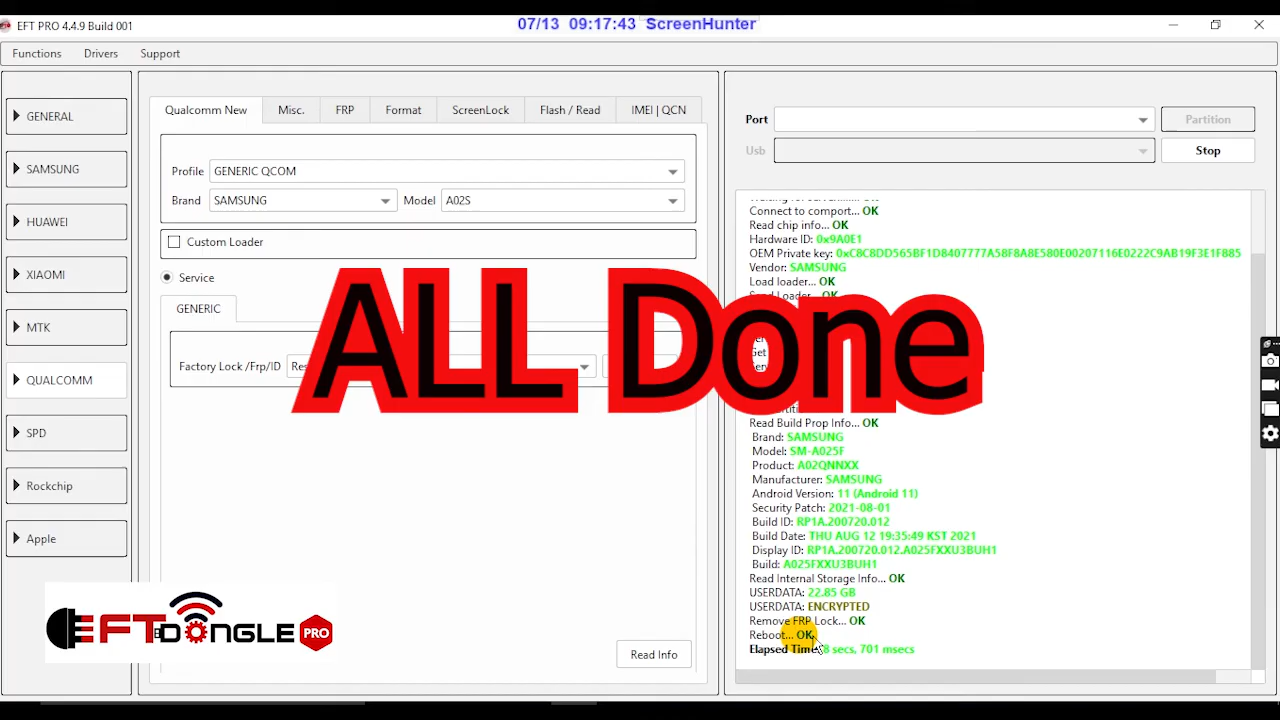 07/13 09:17:43 ScreenHunter
EFT PRO 4.4.9 Build 001
Functions Drivers Support
GENERAL
SAMSUNG
HUAWEI
XIAOMI
MTK
QUALCOMM
SPD
Rockchip
Apple
Qualcomm New Misc. FRP Format ScreenLock Flash / Read IMEI | QCN
Profile GENERIC QCOM
Brand SAMSUNG Model A02S
Custom Loader
Service
GENERIC
Factory Lock /Frp/ID
ALL Done
Read Info
EFT DONGLE PRO
Port Partition
Usb Stop
Connect to comport... OK
Read chip info... OK
Hardware ID: 0x9A0E1
OEM Private key: 0xC8C8DD565BF1D8407777A58F8A8E580E00207116E0222C9AB19F3E1F885
Vendor: SAMSUNG
Load loader... OK
Read Build Prop Info... OK
Brand: SAMSUNG
Model: SM-A025F
Product: A02QNNXX
Manufacturer: SAMSUNG
Android Version: 11 (Android 11)
Security Patch: 2021-08-01
Build ID: RP1A.200720.012
Build Date: THU AUG 12 19:35:49 KST 2021
Display ID: RP1A.200720.012.A025FXXU3BUH1
Build: A025FXXU3BUH1
Read Internal Storage Info... OK
USERDATA: 22.85 GB
USERDATA: ENCRYPTED
Remove FRP Lock... OK
Reboot... OK
Elapsed Time: 8 secs, 701 msecs